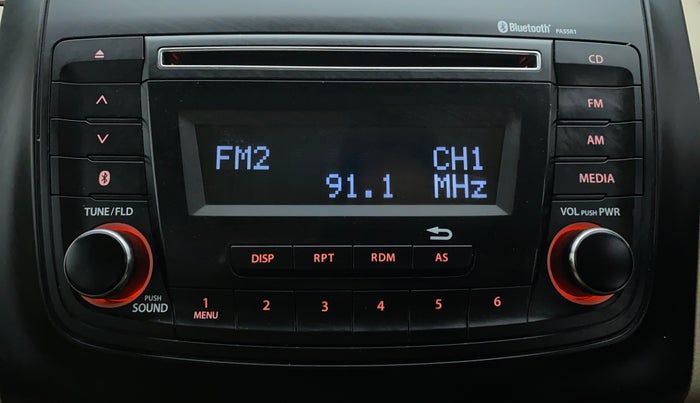 Bluetooth®
PA5SR1
CD
FM
AM
MEDIA
FM2 CH1
91.1 MHz
TUNE/FLD
VOL PUSH PWR
DISP RPT RDM AS
PUSH
SOUND
1 2 3 4 5 6
MENU